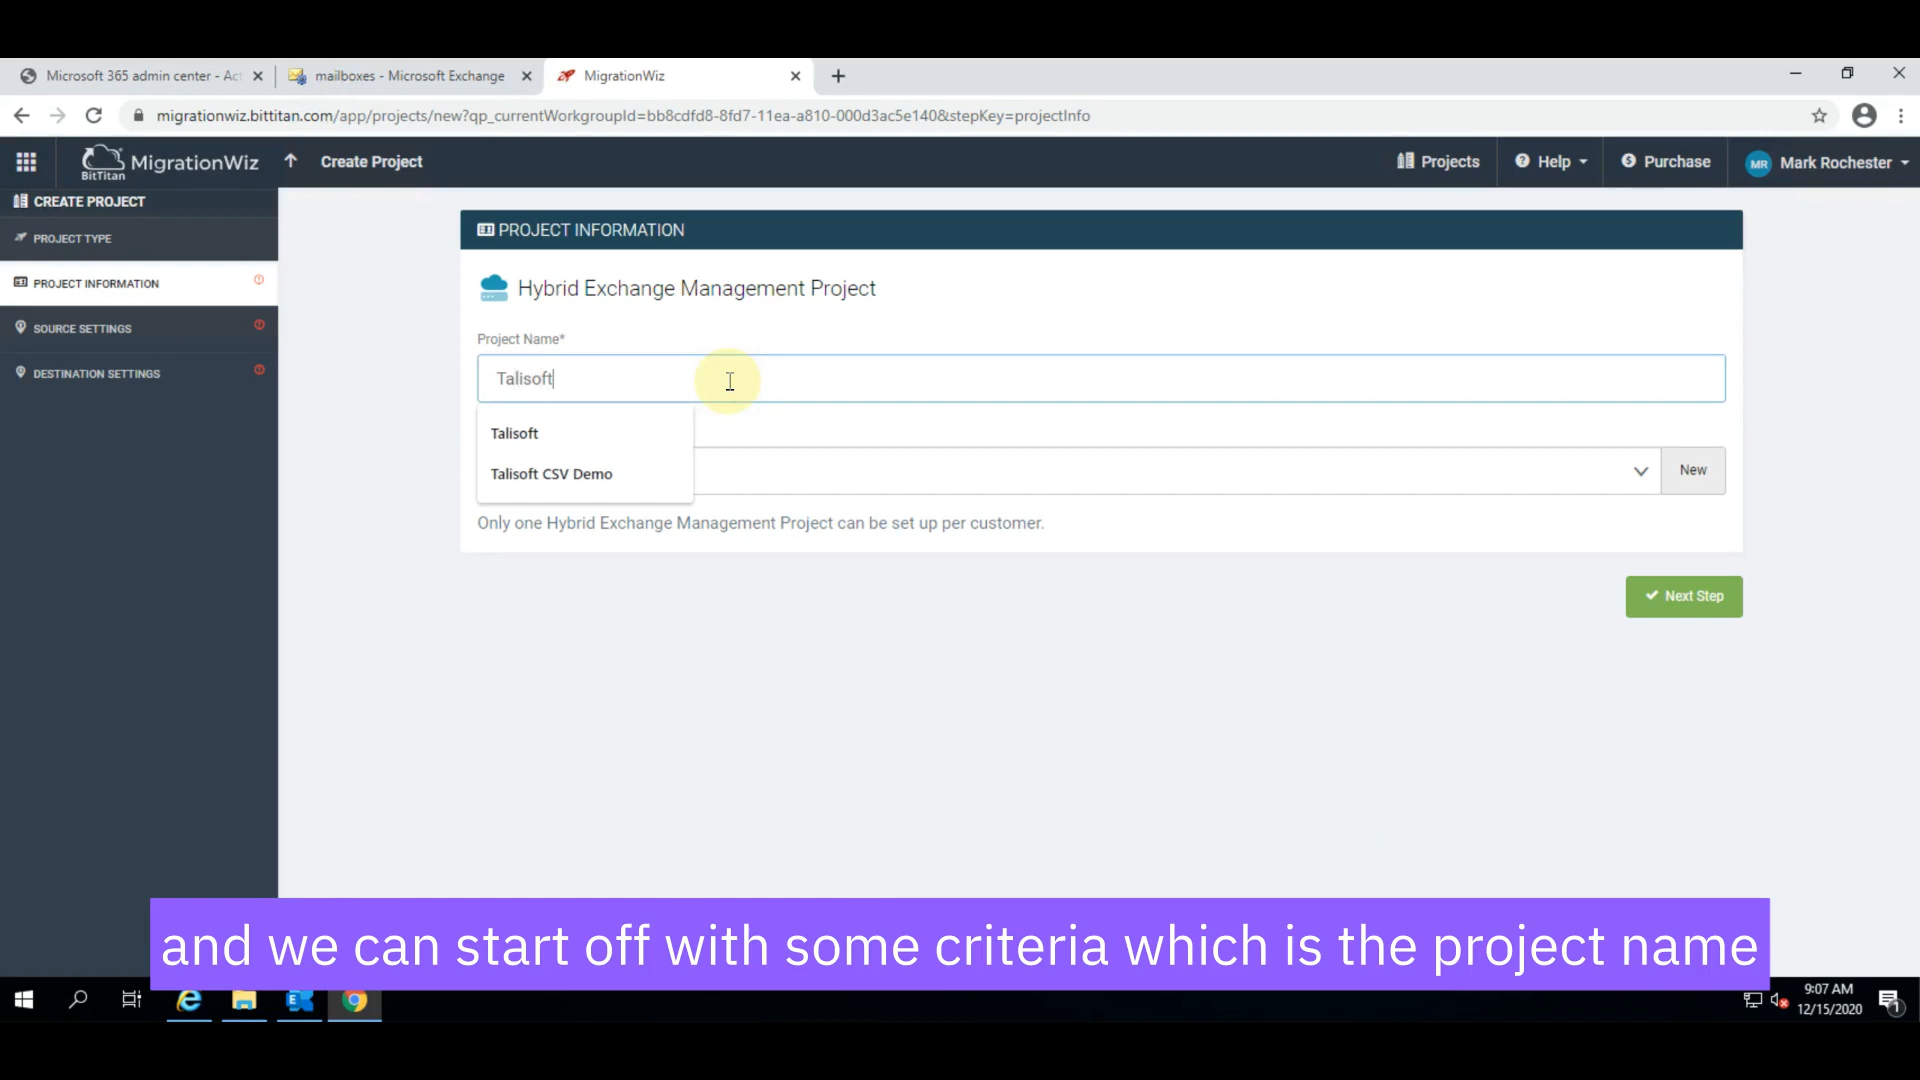 Microsoft 365 admin center - Act
mailboxes - Microsoft Exchange
MigrationWiz
migrationwiz.bittitan.com/app/projects/new?qp_currentWorkgroupId=bb8cdfd8-8fd7-11ea-a810-000d3ac5e140&stepKey=projectInfo
BitTitan MigrationWiz
Create Project
Projects
Help
Purchase
MR Mark Rochester
CREATE PROJECT
PROJECT TYPE
PROJECT INFORMATION
SOURCE SETTINGS
DESTINATION SETTINGS
PROJECT INFORMATION
Hybrid Exchange Management Project
Project Name*
Talisoft
Talisoft
Talisoft CSV Demo
New
Only one Hybrid Exchange Management Project can be set up per customer.
Next Step
and we can start off with some criteria which is the project name
9:07 AM
12/15/2020
1